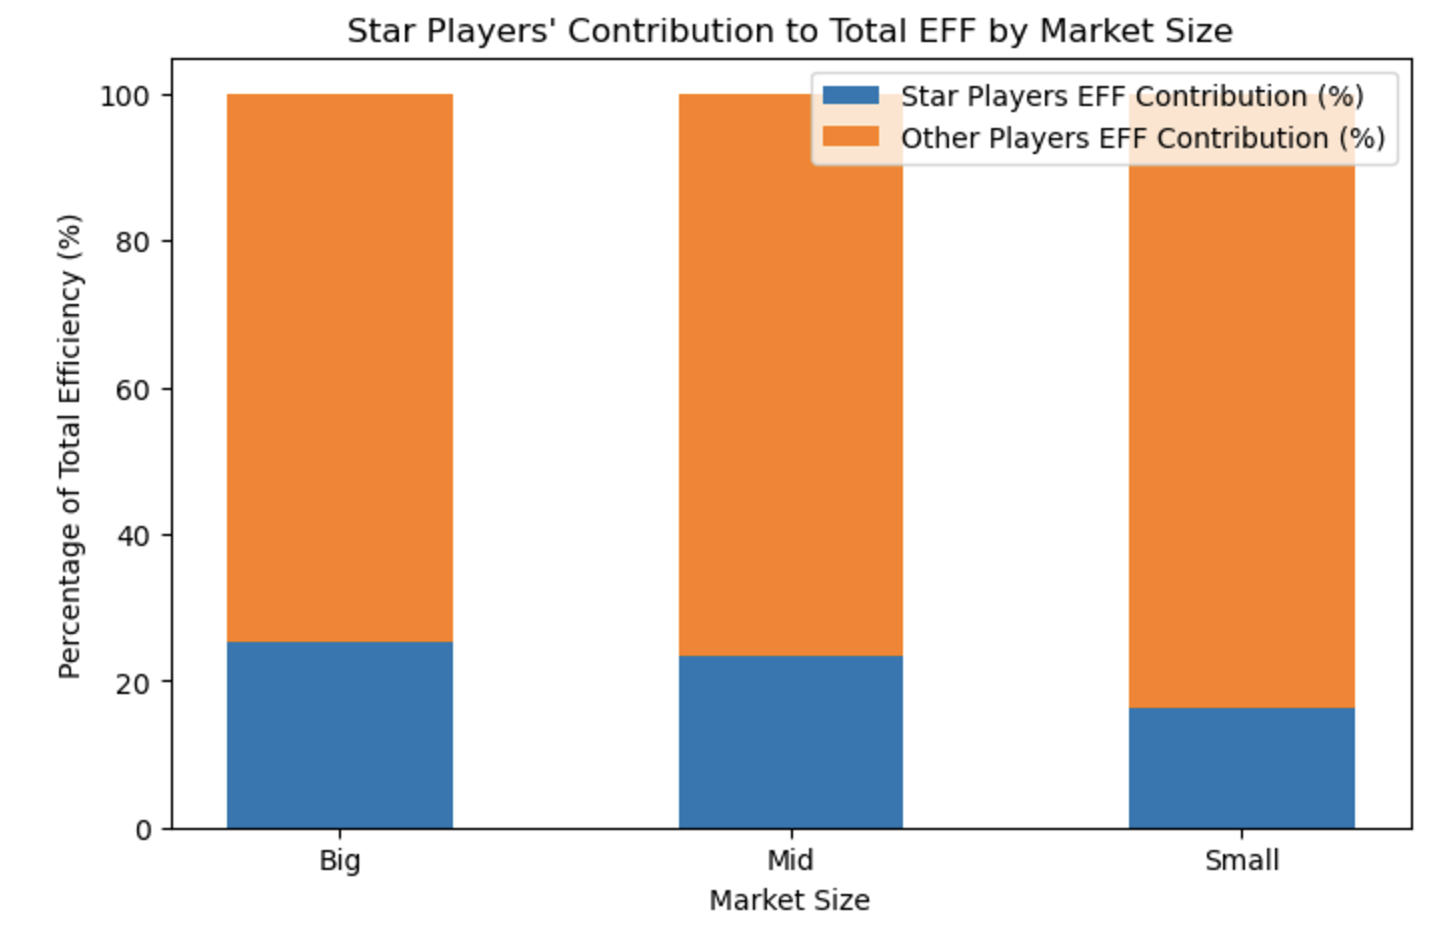 Star Players' Contribution to Total EFF by Market Size
Star Players EFF Contribution (%)
Other Players EFF Contribution (%)
Percentage of Total Efficiency (%)
100
80
60
40
20
0
Big
Mid
Small
Market Size